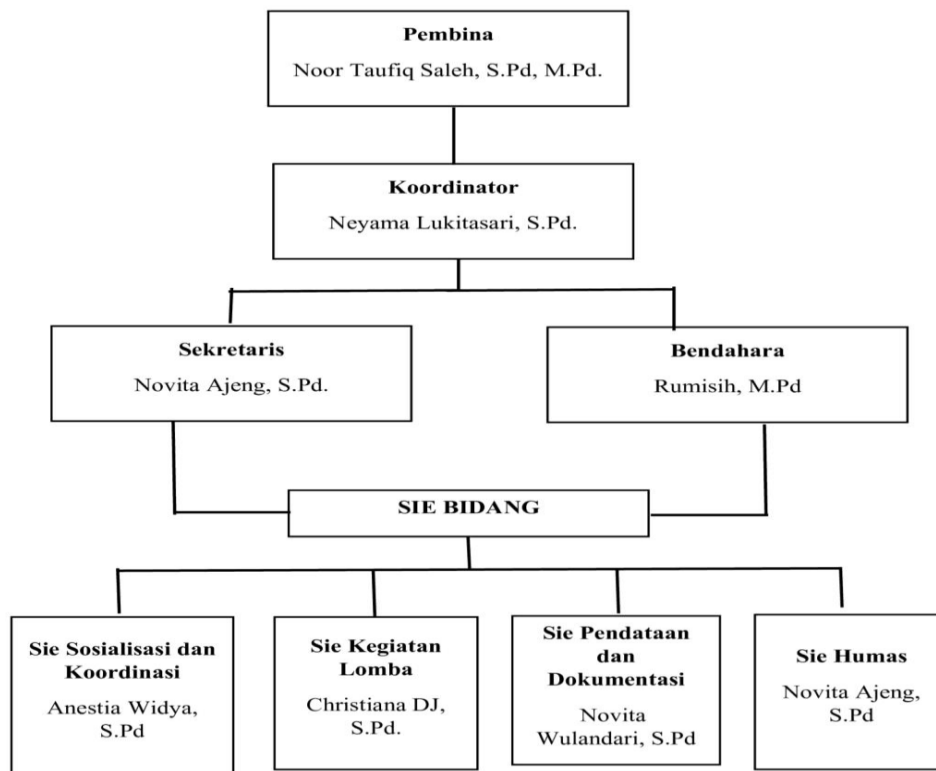 Pembina
Noor Taufiq Saleh, S.Pd, M.Pd.
Koordinator
Neyama Lukitasari, S.Pd.
Sekretaris
Novita Ajeng, S.Pd.
Bendahara
Rumisih, M.Pd
SIE BIDANG
Sie Sosialisasi dan
Koordinasi
Anestia Widya,
S.Pd
Sie Kegiatan
Lomba
Christiana DJ,
S.Pd.
Sie Pendataan
dan
Dokumentasi
Novita
Wulandari, S.Pd
Sie Humas
Novita Ajeng,
S.Pd